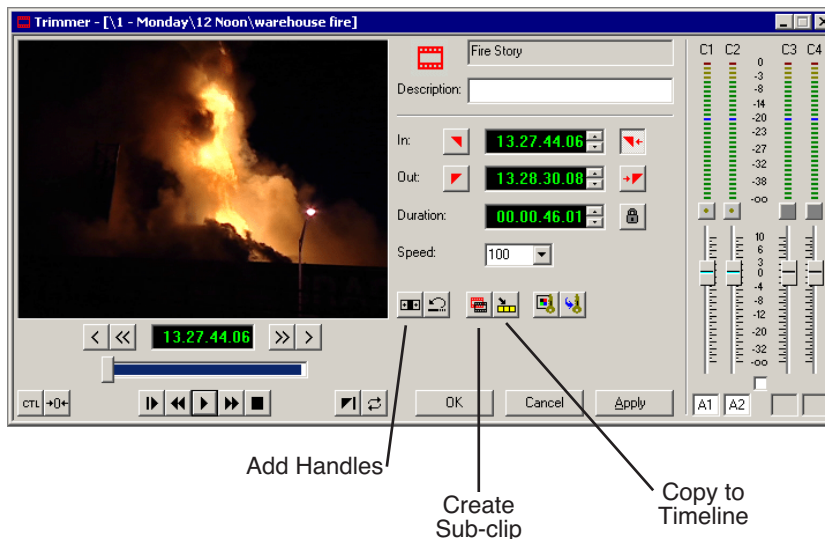 Trimmer - [\1 - Monday\12 Noon\warehouse fire]
Fire Story
Description:
In: 13.27.44.06
Out: 13.28.30.08
Duration: 00.00.46.01
Speed: 100
< << 13.27.44.06 >> >
CTL →0←
OK Cancel Apply
C1 C2 C3 C4
0
-3
-8
-14
-20
-23
-27
-32
-38
-oo
10
6
3
0
-4
-8
-12
-20
-32
-oo
A1 A2
Add Handles
Create
Sub-clip
Copy to
Timeline